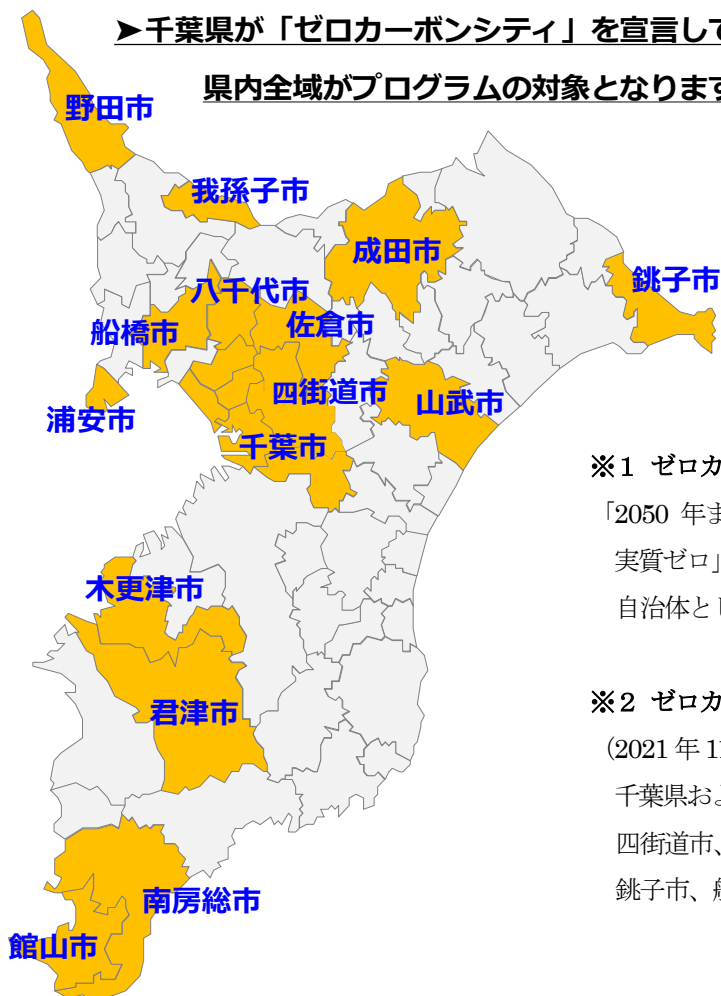 ➤千葉県が「ゼロカーボンシティ」を宣言して
県内全域がプログラムの対象となります
野田市
我孫子市
成田市
銚子市
八千代市
船橋市
佐倉市
四街道市
山武市
浦安市
千葉市
木更津市
君津市
南房総市
館山市
※1 ゼロカ
「2050 年ま
実質ゼロ」
自治体と
※2 ゼロカ
(2021 年 1
千葉県およ
四街道市、
銚子市、船